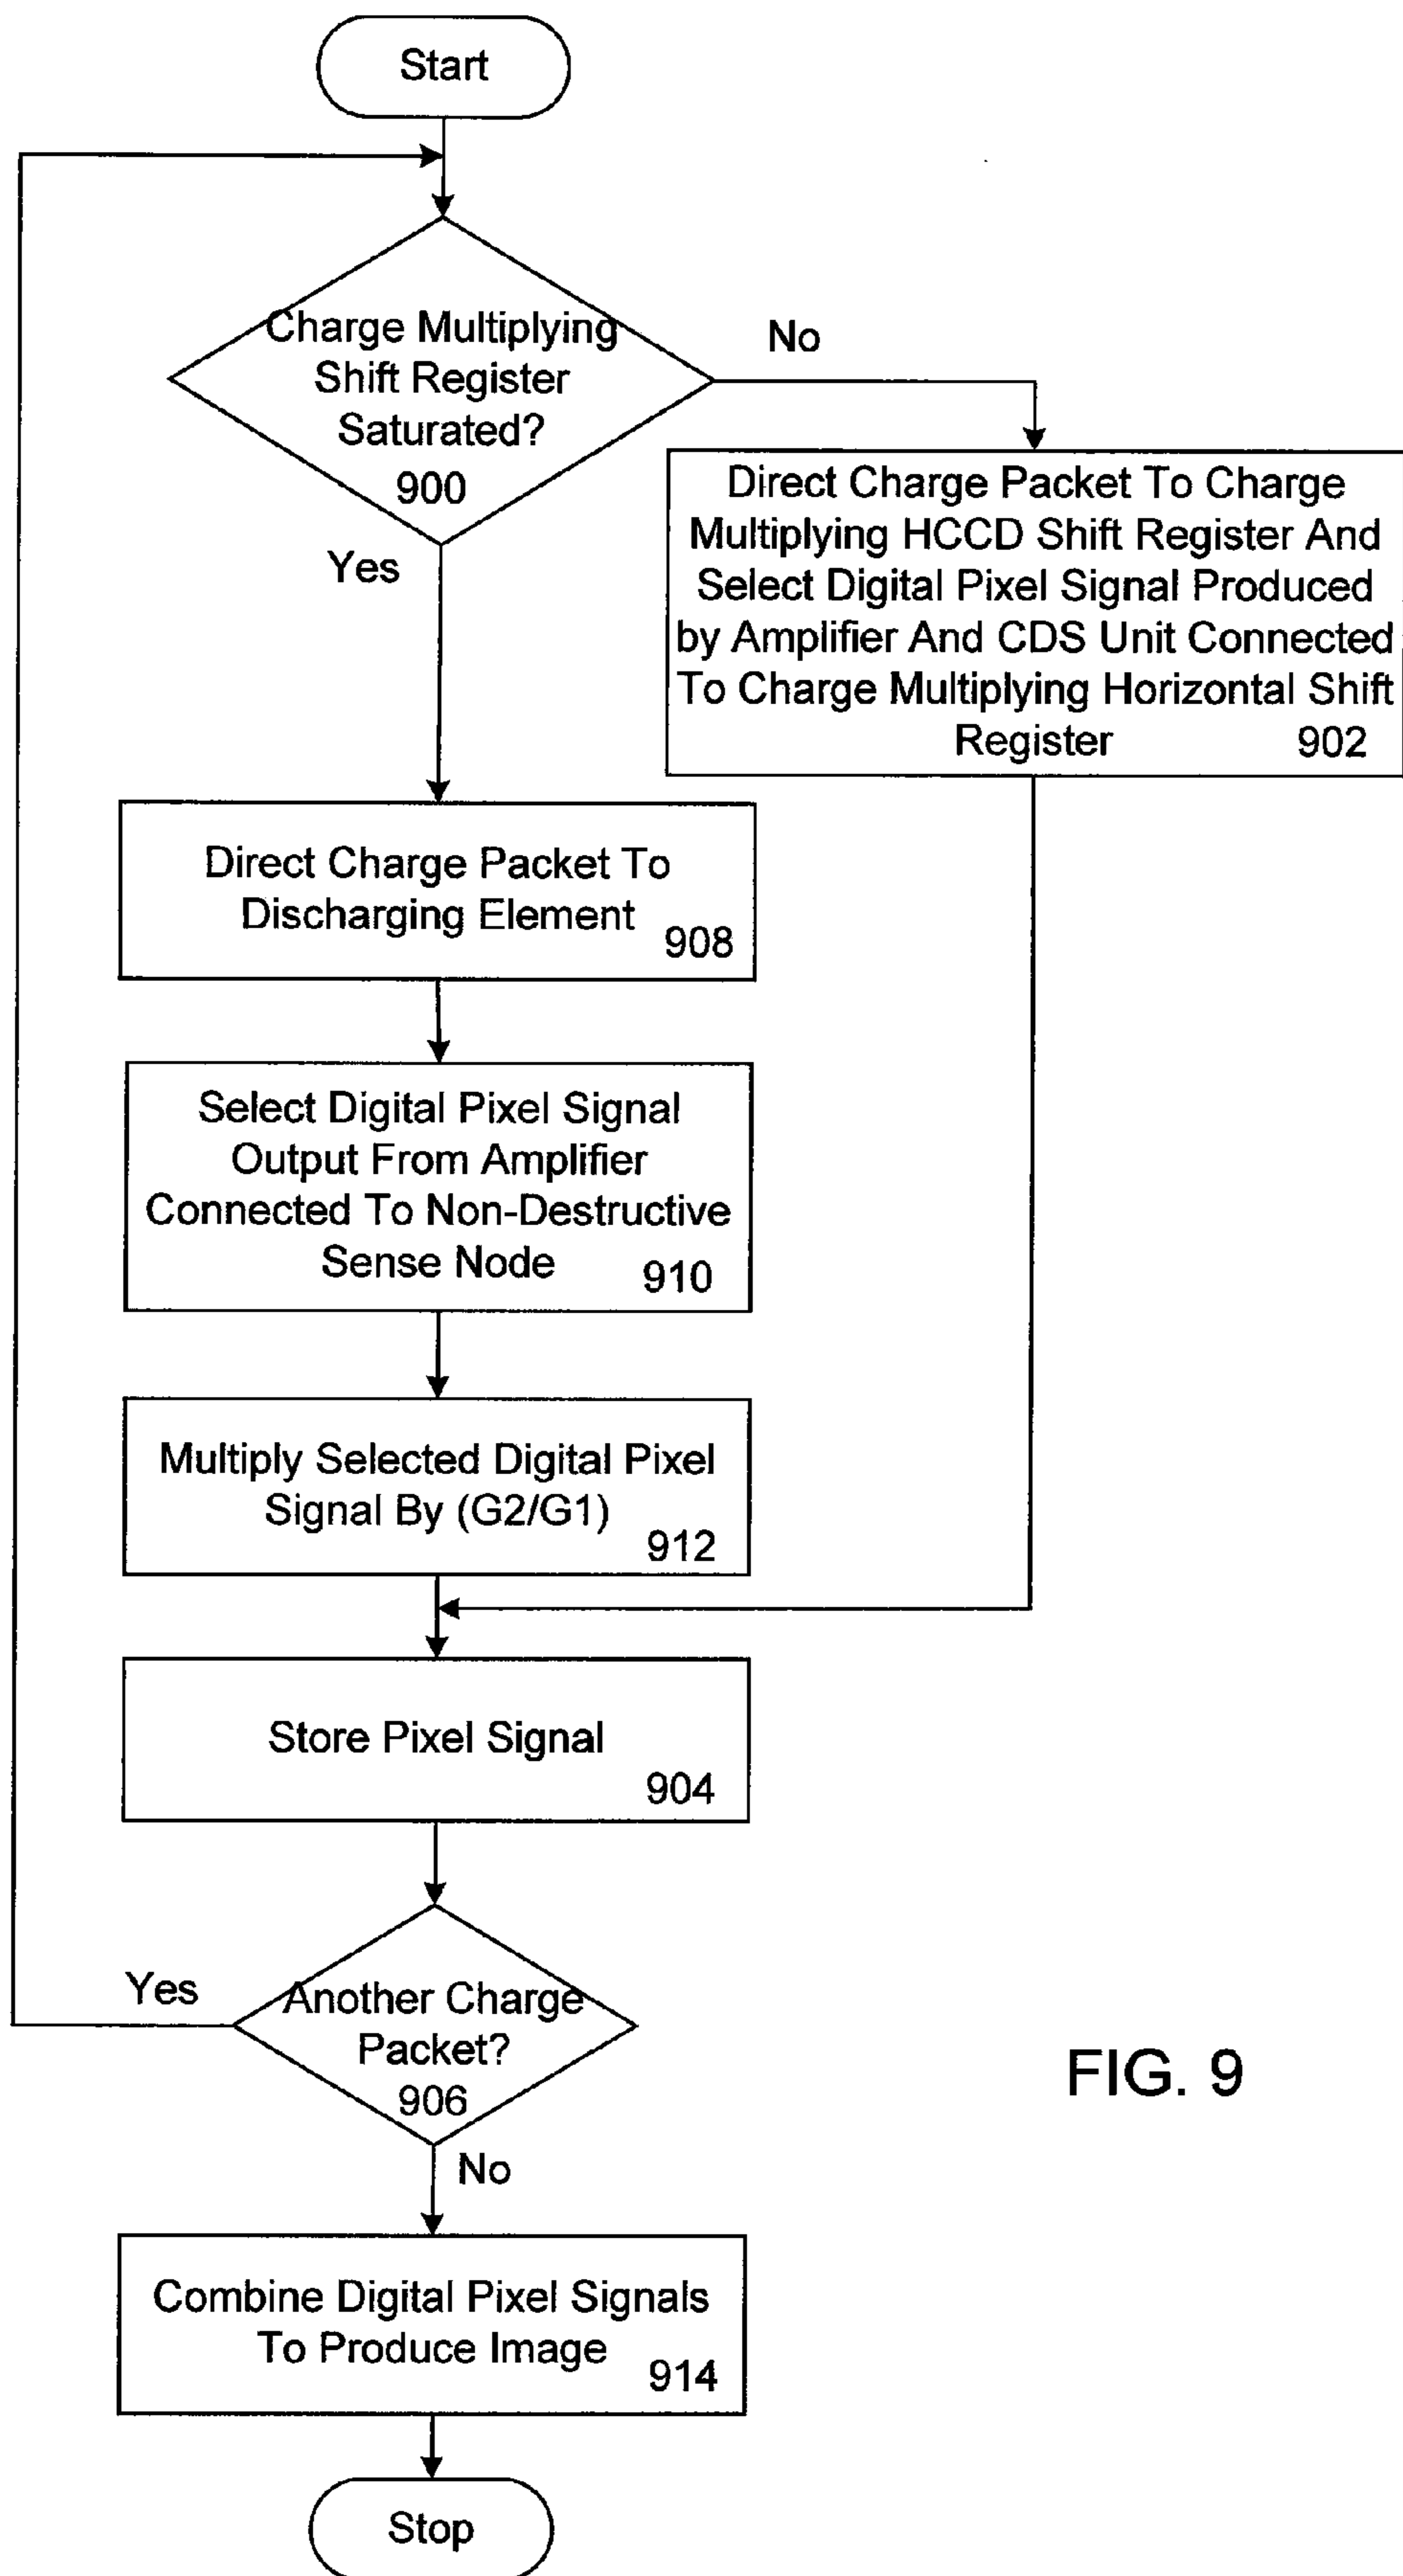 Start
Charge Multiplying
Shift Register
Saturated?
900
No
Yes
Direct Charge Packet To Charge
Multiplying HCCD Shift Register And
Select Digital Pixel Signal Produced
by Amplifier And CDS Unit Connected
To Charge Multiplying Horizontal Shift
Register 902
Direct Charge Packet To
Discharging Element
908
Select Digital Pixel Signal
Output From Amplifier
Connected To Non-Destructive
Sense Node 910
Multiply Selected Digital Pixel
Signal By (G2/G1)
912
Store Pixel Signal
904
Yes
Another Charge
Packet?
906
No
FIG. 9
Combine Digital Pixel Signals
To Produce Image
914
Stop